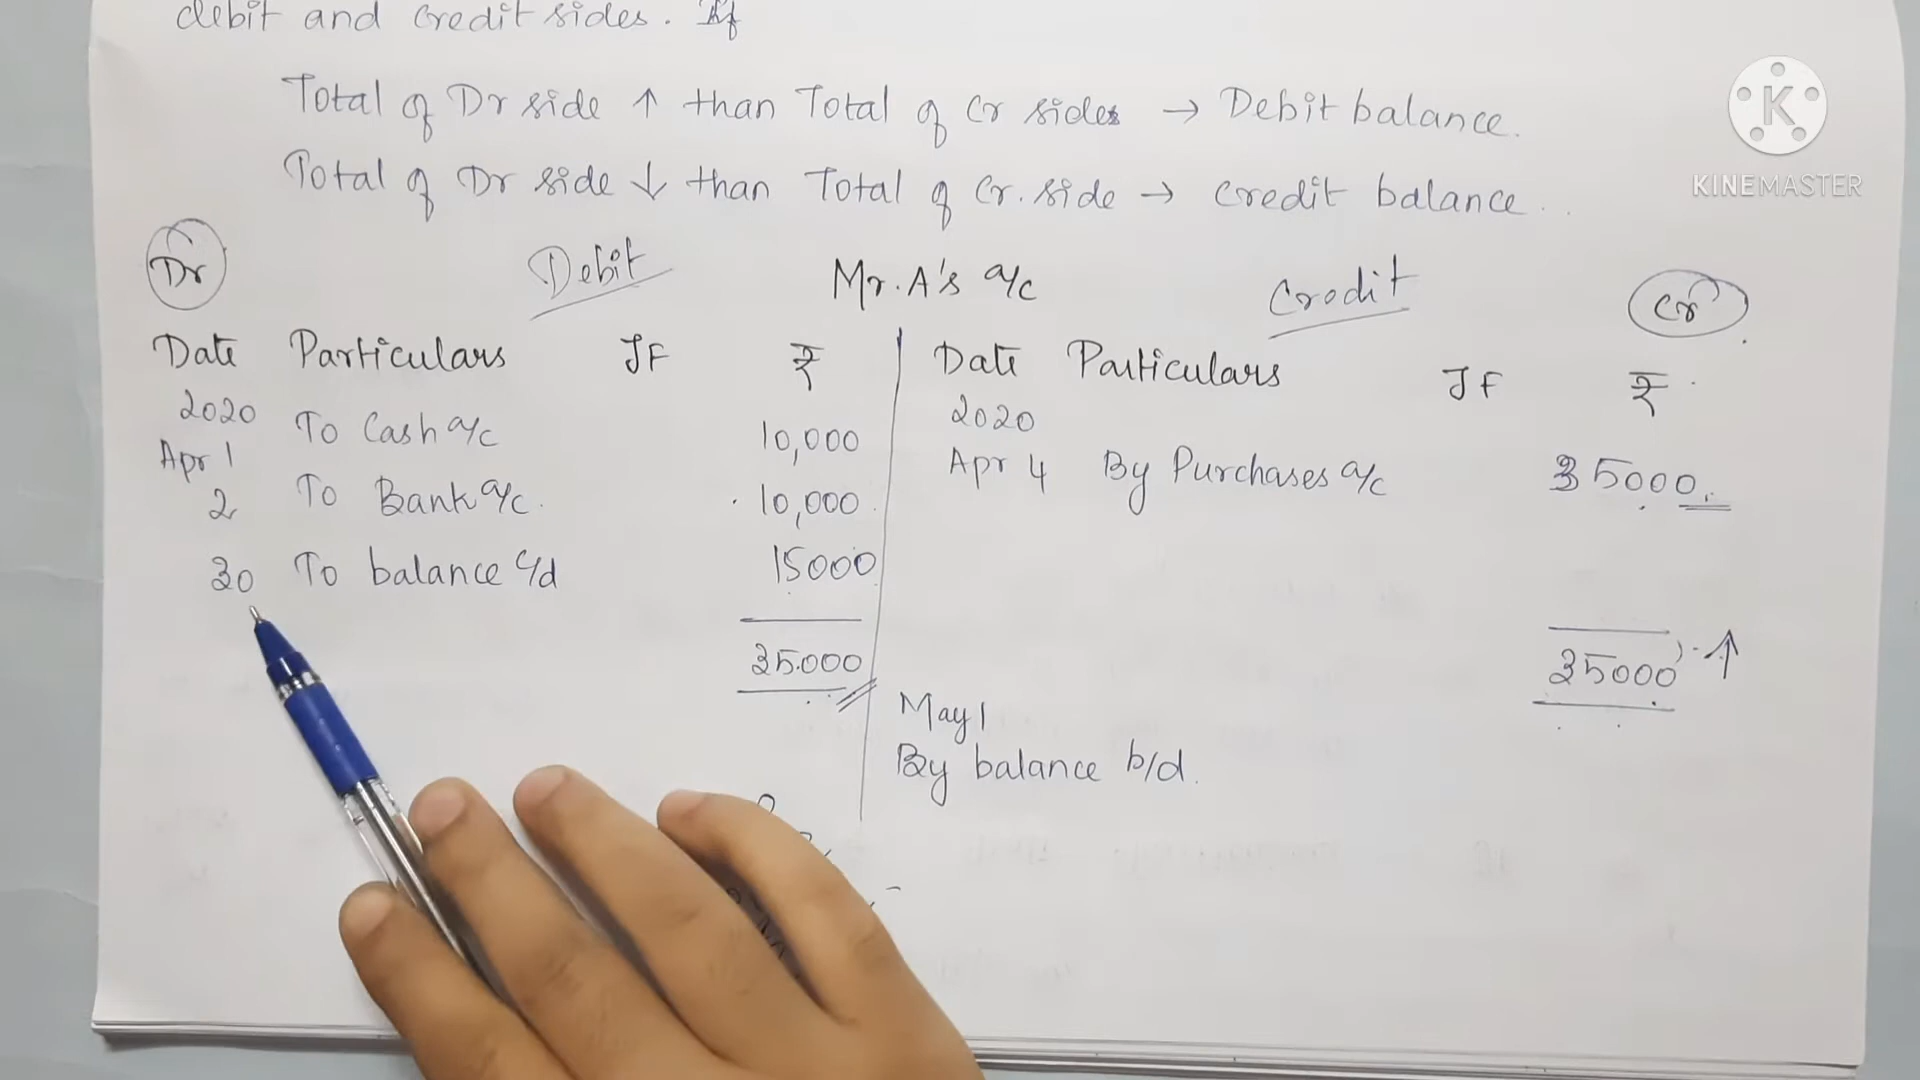 debit and credit sides. If
Total of Dr side ↑ than Total of Cr sides → Debit balance.
Total of Dr side ↓ than Total of Cr. side → credit balance..
KINEMASTER
Dr Debit Mr. A's a/c Credit Cr
Date Particulars JF ₹ Date Particulars JF ₹
2020 To Cash a/c 10,000 2020
Apr 1 Apr 4 By Purchases a/c 35000
2 To Bank a/c. 10,000
30 To balance c/d 15000
35000 35000 ↑
May 1
By balance b/d.